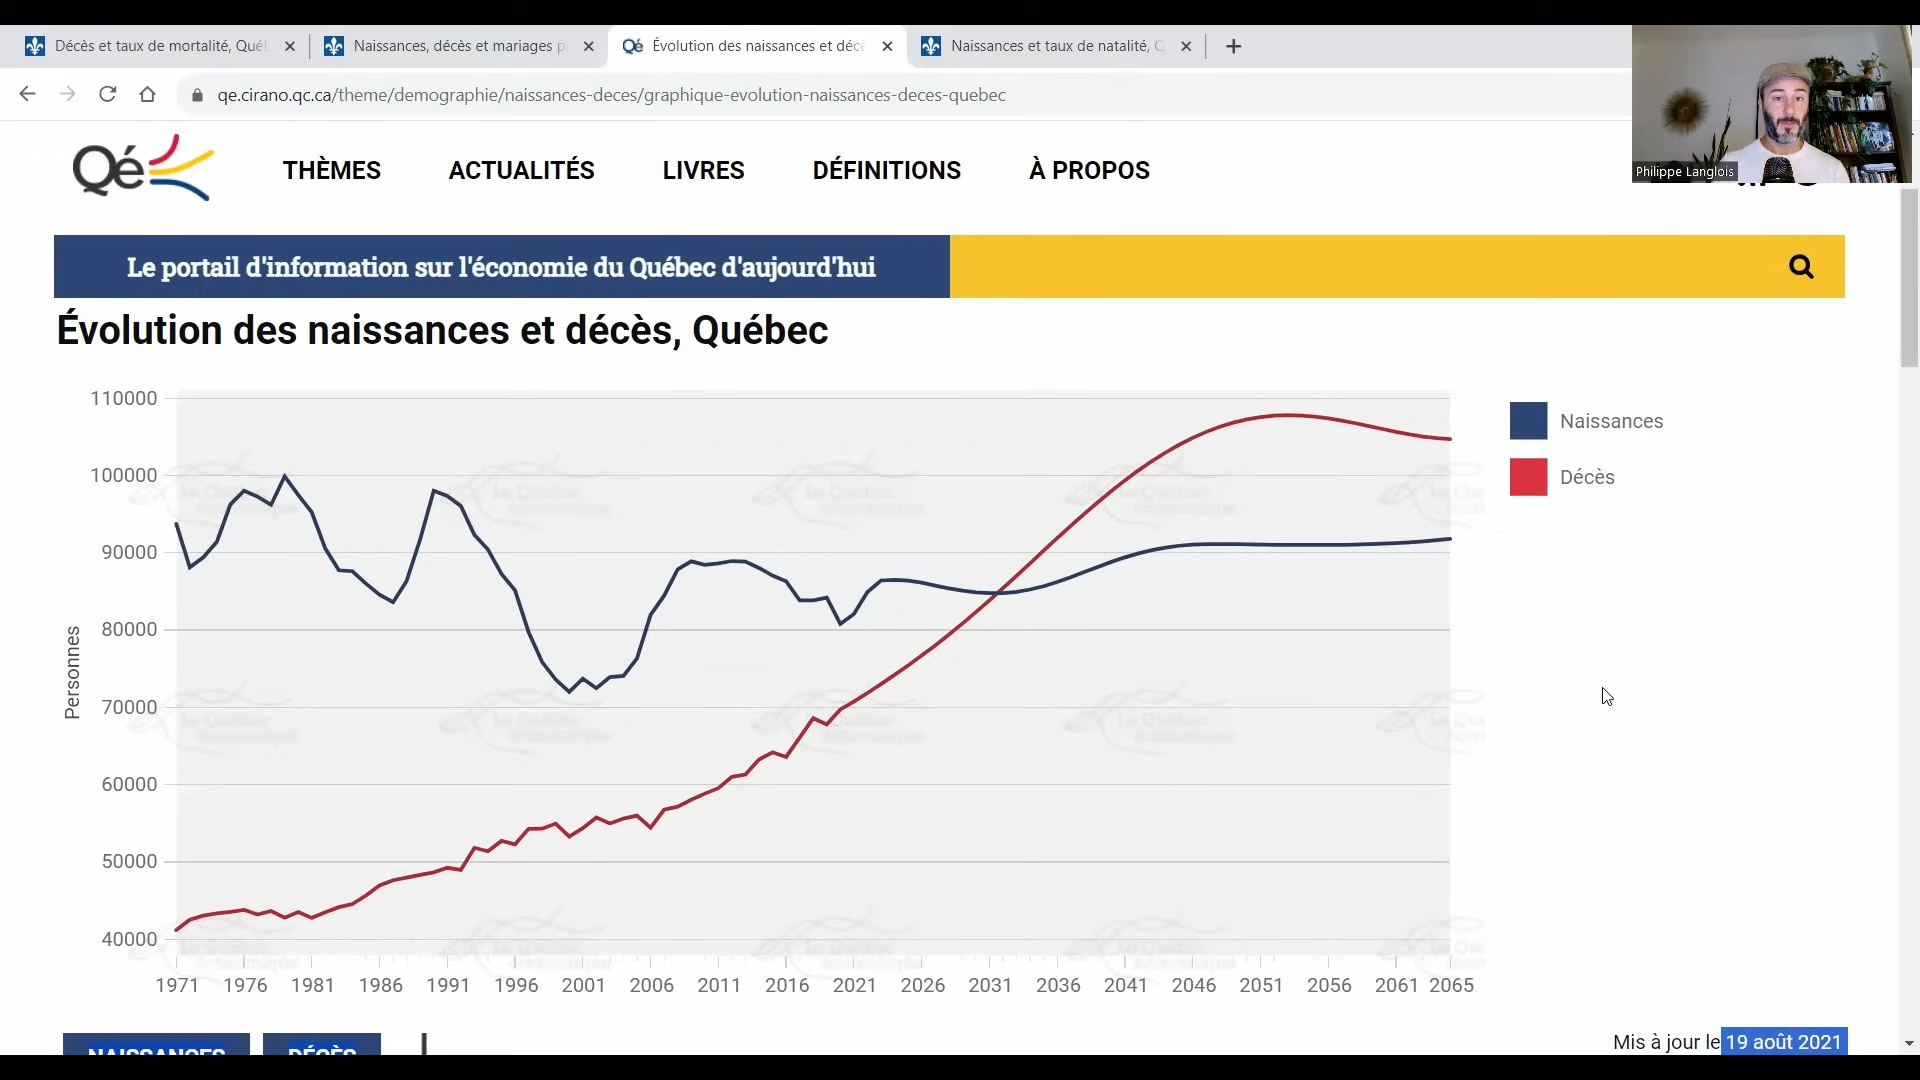 Décès et taux de mortalité, Qué
Naissances, décès et mariages p
Qé Évolution des naissances et déc
Naissances et taux de natalité, Q
qe.cirano.qc.ca/theme/demographie/naissances-deces/graphique-evolution-naissances-deces-quebec
Philippe Langlois
Qé
THÈMES
ACTUALITÉS
LIVRES
DÉFINITIONS
À PROPOS
Le portail d'information sur l'économie du Québec d'aujourd'hui
Évolution des naissances et décès, Québec
110000
100000
90000
80000
70000
60000
50000
40000
Personnes
Naissances
Décès
1971 1976 1981 1986 1991 1996 2001 2006 2011 2016 2021 2026 2031 2036 2041 2046 2051 2056 2061 2065
NAISSANCES
DÉCÈS
Mis à jour le 19 août 2021